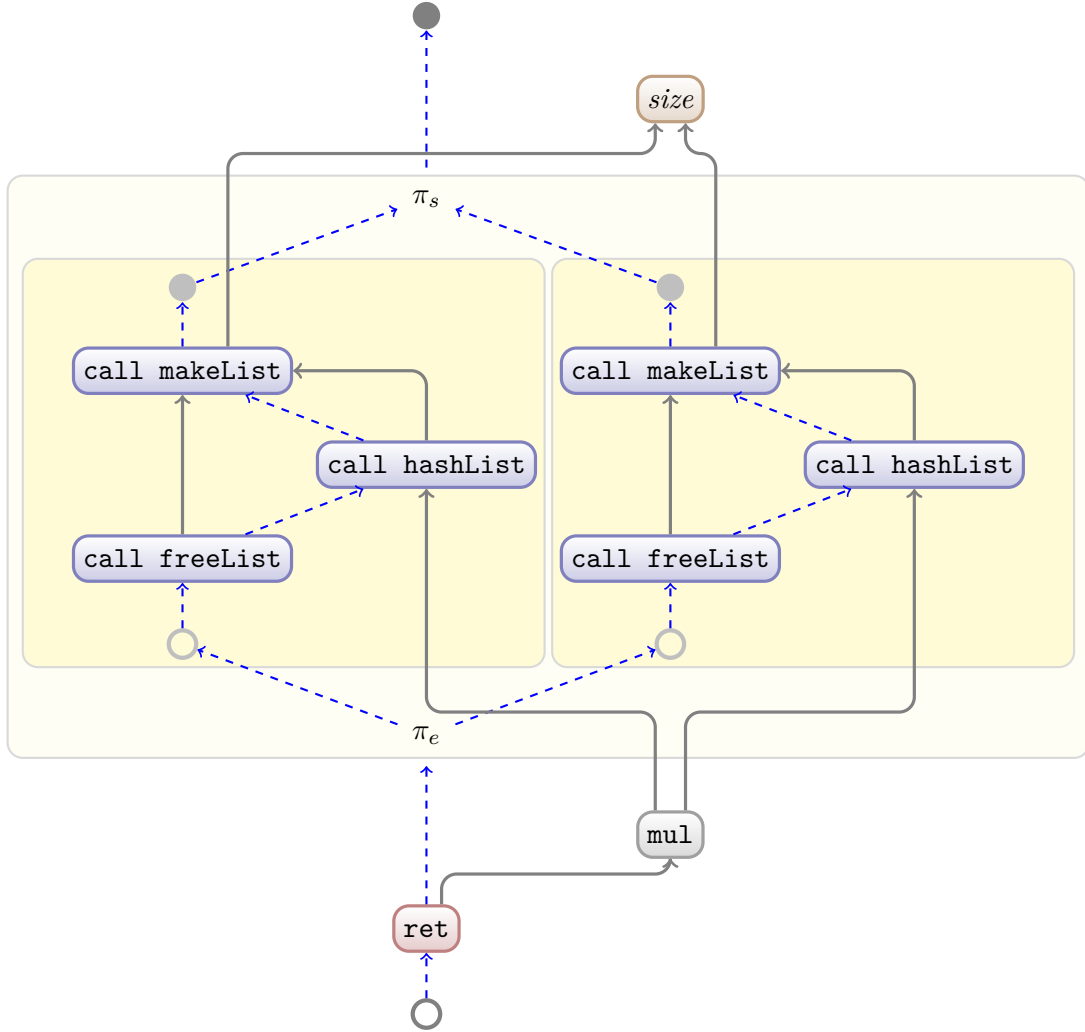 size
πs
call makeList
call makeList
call hashList
call hashList
call freeList
call freeList
πe
mul
ret